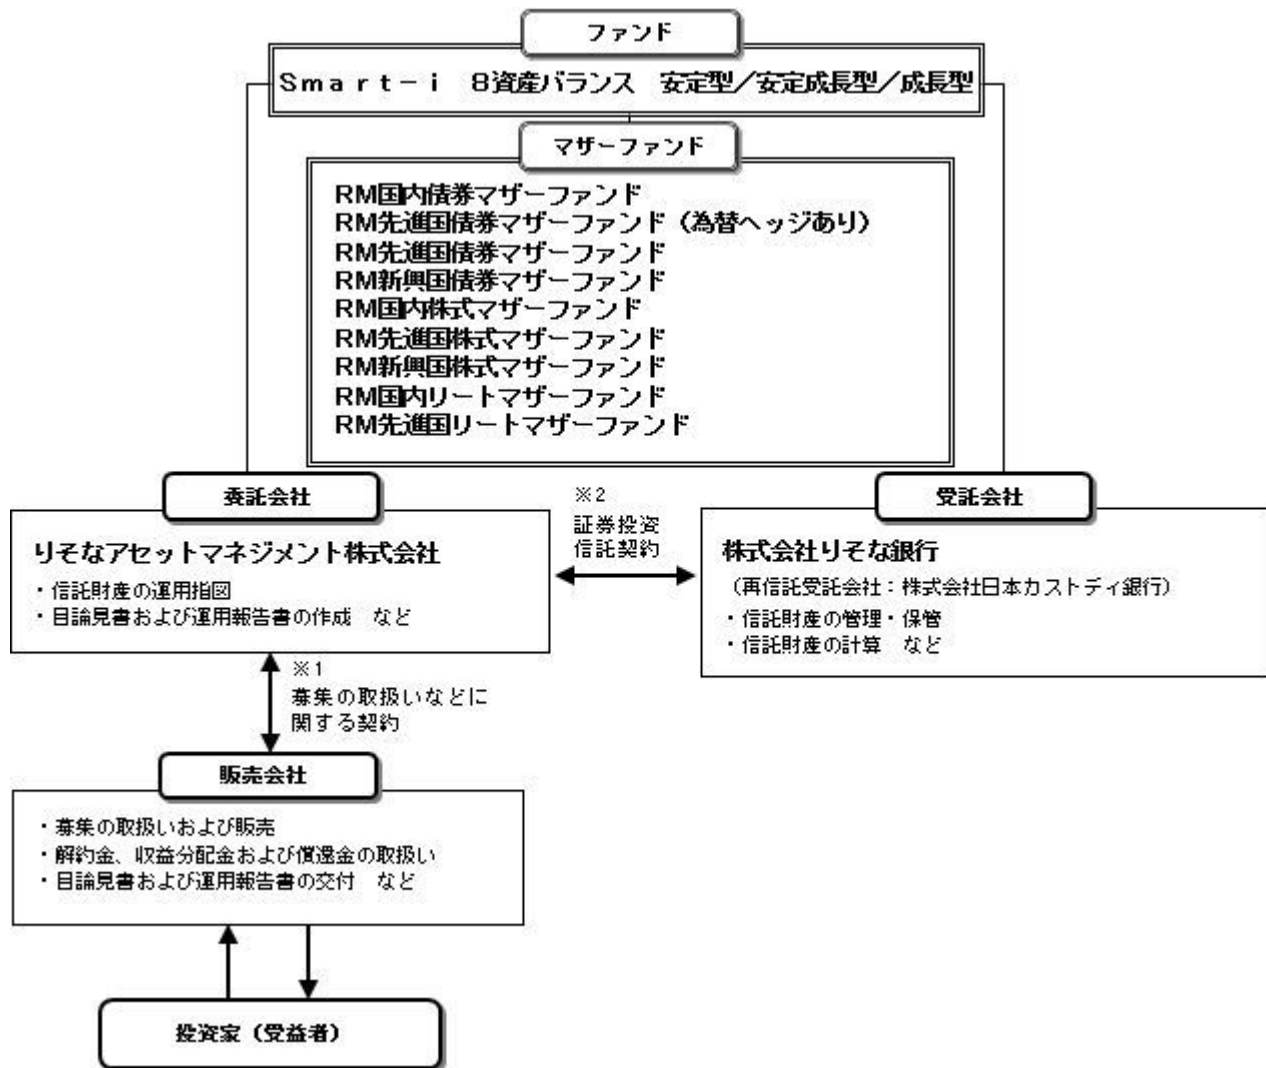 ファンド
Smart－i　8資産バランス　安定型／安定成長型／成長型
マザーファンド
RM国内債券マザーファンド
RM先進国債券マザーファンド（為替ヘッジあり）
RM先進国債券マザーファンド
RM新興国債券マザーファンド
RM国内株式マザーファンド
RM先進国株式マザーファンド
RM新興国株式マザーファンド
RM国内リートマザーファンド
RM先進国リートマザーファンド
委託会社
りそなアセットマネジメント株式会社
・信託財産の運用指図
・目論見書および運用報告書の作成　など
※2
証券投資
信託契約
受託会社
株式会社りそな銀行
（再信託受託会社：株式会社日本カストディ銀行）
・信託財産の管理・保管
・信託財産の計算　など
※1
募集の取扱いなどに
関する契約
販売会社
・募集の取扱いおよび販売
・解約金、収益分配金および償還金の取扱い
・目論見書および運用報告書の交付　など
投資家（受益者）